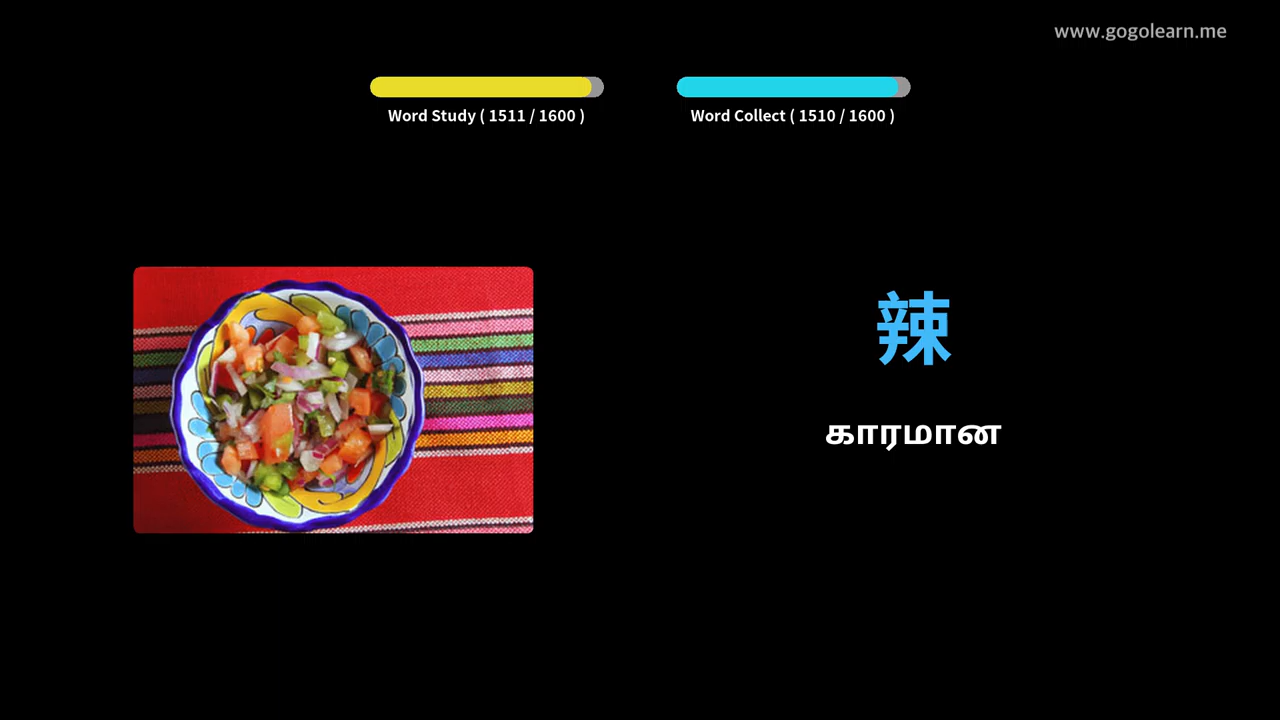 www.gogolearn.me
Word Study ( 1511 / 1600 )
Word Collect ( 1510 / 1600 )
辣
காரமான